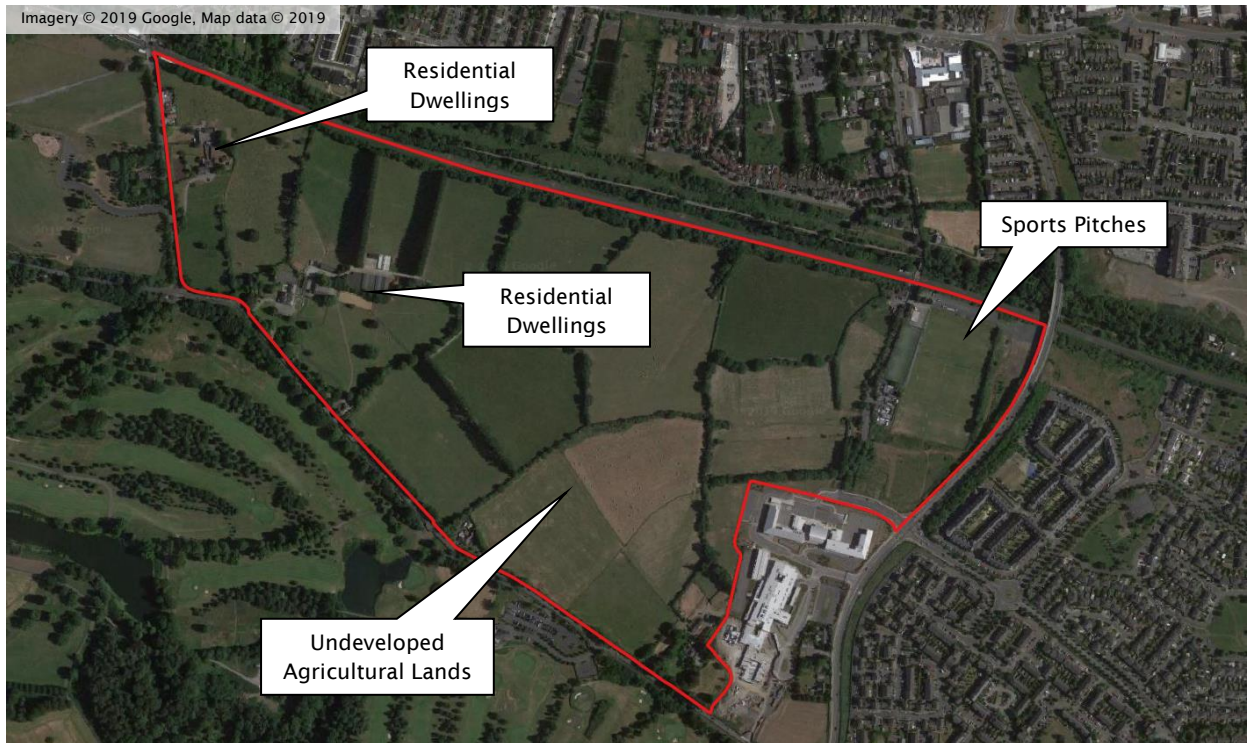 Imagery © 2019 Google, Map data © 2019
Residential
Dwellings
Sports Pitches
Residential
Dwellings
Undeveloped
Agricultural Lands